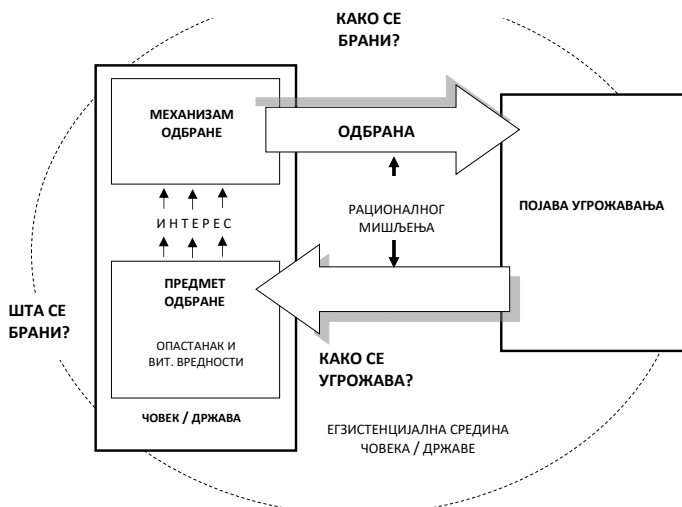 КАКО СЕ
БРАНИ?
МЕХАНИЗАМ
ОДБРАНЕ
ОДБРАНА
ПОЈАВА УГРОЖАВАЊА
ИНТЕРЕС
РАЦИОНАЛНОГ
МИШЉЕЊА
ПРЕДМЕТ
ОДБРАНЕ
ШТА СЕ
БРАНИ?
ОПАСТАНАК И
ВИТ. ВРЕДНОСТИ
КАКО СЕ
УГРОЖАВА?
ЧОВЕК / ДРЖАВА
ЕГЗИСТЕНЦИЈАЛНА СРЕДИНА
ЧОВЕКА / ДРЖАВЕ